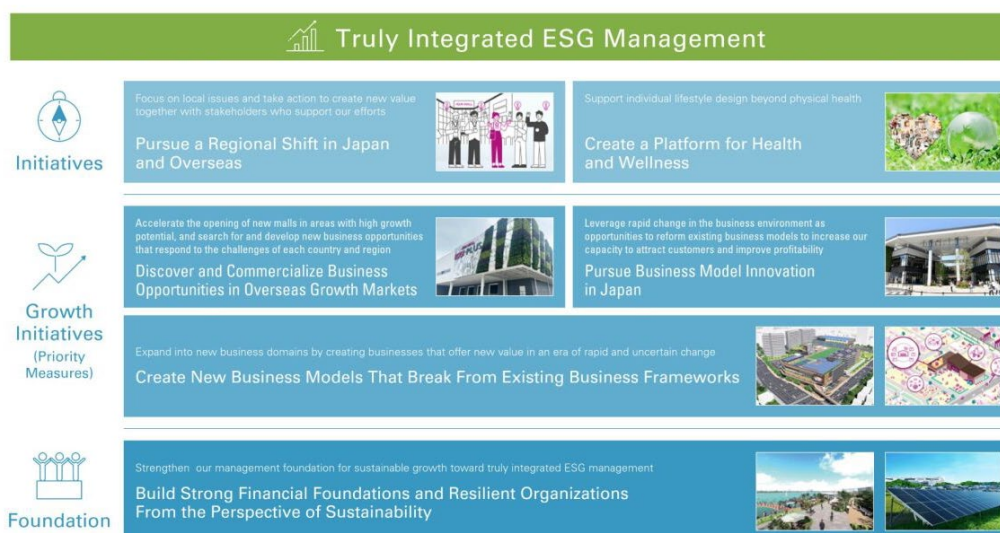 Truly Integrated ESG Management
Initiatives
Focus on local issues and take action to create new value
together with stakeholders who support our efforts
Pursue a Regional Shift in Japan
and Overseas
Support individual lifestyle design beyond physical health
Create a Platform for Health
and Wellness
Growth
Initiatives
(Priority
Measures)
Accelerate the opening of new malls in areas with high growth
potential, and search for and develop new business opportunities
that respond to the challenges of each country and region
Discover and Commercialize Business
Opportunities in Overseas Growth Markets
Leverage rapid change in the business environment as
opportunities to reform existing business models to increase our
capacity to attract customers and improve profitability
Pursue Business Model Innovation
in Japan
Expand into new business domains by creating businesses that offer new value in an era of rapid and uncertain change
Create New Business Models That Break From Existing Business Frameworks
Foundation
Strengthen our management foundation for sustainable growth toward truly integrated ESG management
Build Strong Financial Foundations and Resilient Organizations
From the Perspective of Sustainability